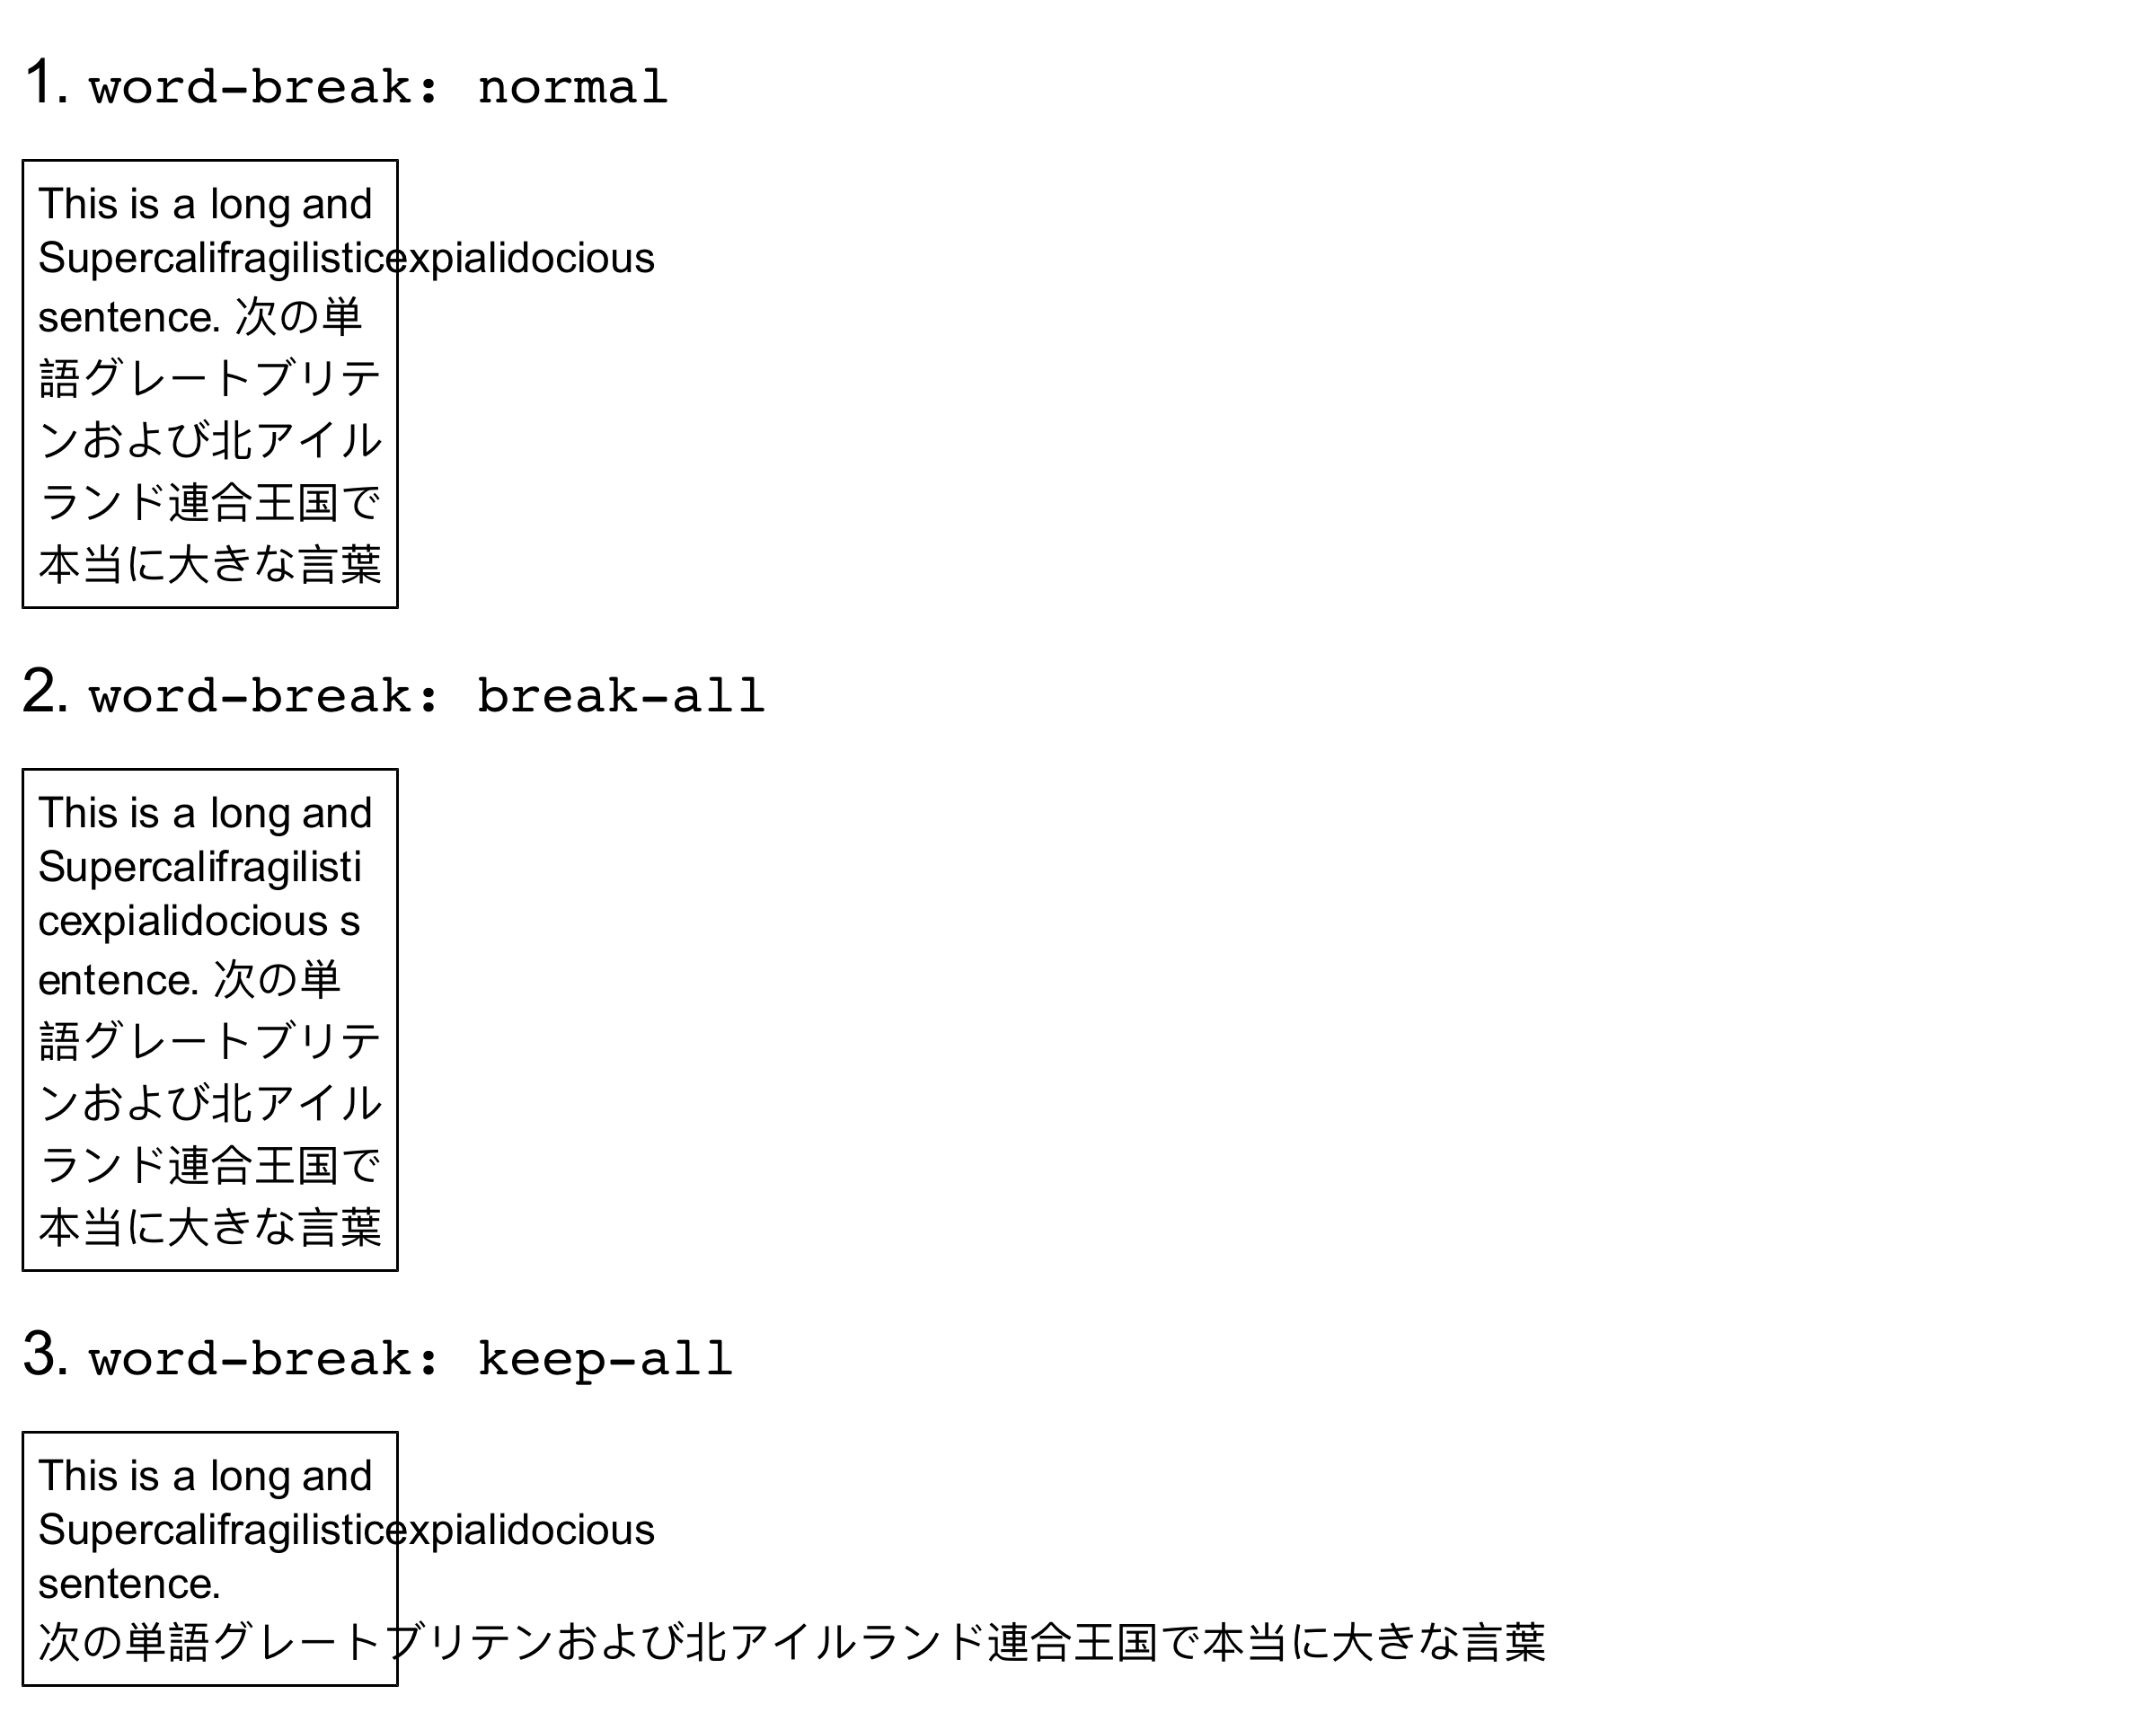 1. word-break: normal
This is a long and
Supercalifragilisticexpialidocious
sentence. 次の単
語グレートブリテ
ンおよび北アイル
ランド連合王国で
本当に大きな言葉
2. word-break: break-all
This is a long and
Supercalifragilisti
cexpialidocious s
entence. 次の単
語グレートブリテ
ンおよび北アイル
ランド連合王国で
本当に大きな言葉
3. word-break: keep-all
This is a long and
Supercalifragilisticexpialidocious
sentence.
次の単語グレートブリテンおよび北アイルランド連合王国で本当に大きな言葉